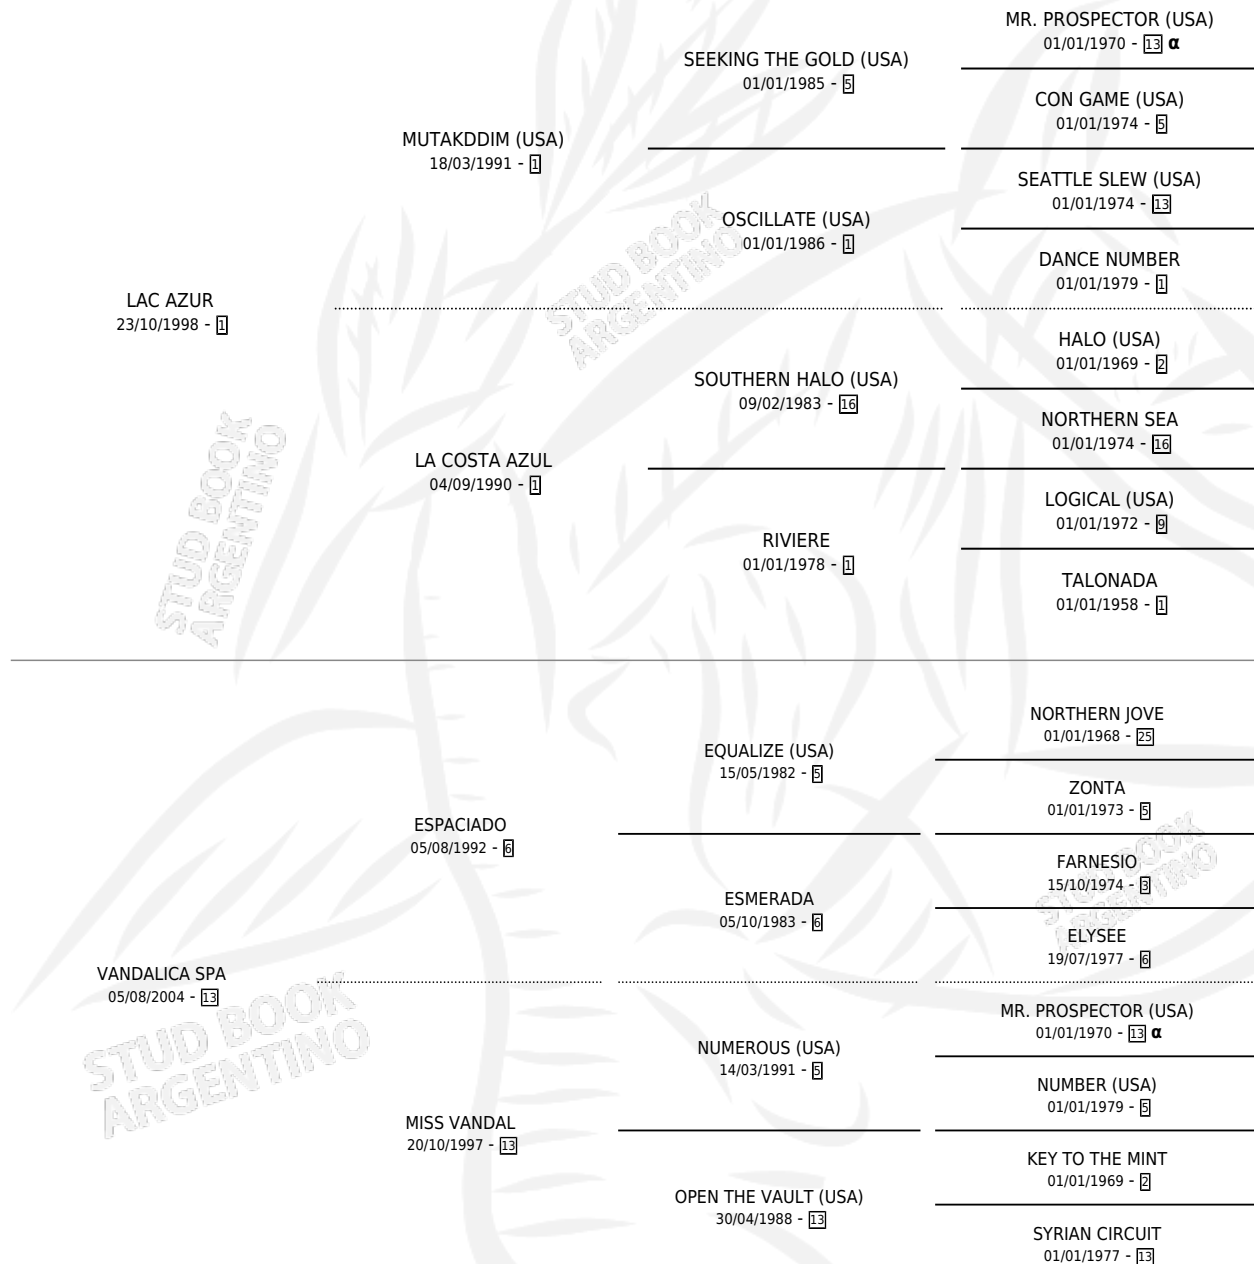 MR. PROSPECTOR (USA)
01/01/1970 - 13 α
SEEKING THE GOLD (USA)
01/01/1985 - 5
CON GAME (USA)
01/01/1974 - 5
MUTAKDDIM (USA)
18/03/1991 - 1
SEATTLE SLEW (USA)
01/01/1974 - 13
OSCILLATE (USA)
01/01/1986 - 1
DANCE NUMBER
01/01/1979 - 1
STUD BOOK
ARGENTINO
LAC AZUR
23/10/1998 - 1
HALO (USA)
01/01/1969 - 2
SOUTHERN HALO (USA)
09/02/1983 - 16
NORTHERN SEA
01/01/1974 - 16
LA COSTA AZUL
04/09/1990 - 1
LOGICAL (USA)
01/01/1972 - 9
RIVIERE
01/01/1978 - 1
TALONADA
01/01/1958 - 1
STUD BOOK
ARGENTINO
NORTHERN JOVE
01/01/1968 - 25
EQUALIZE (USA)
15/05/1982 - 5
ZONTA
01/01/1973 - 5
ESPACIADO
05/08/1992 - 6
FARNESIO
15/10/1974 - 3
ESMERADA
05/10/1983 - 6
ELYSEE
19/07/1977 - 6
STUD BOOK
ARGENTINO
VANDALICA SPA
05/08/2004 - 13
MR. PROSPECTOR (USA)
01/01/1970 - 13 α
NUMEROUS (USA)
14/03/1991 - 5
NUMBER (USA)
01/01/1979 - 5
STUD BOOK
ARGENTINO
MISS VANDAL
20/10/1997 - 13
KEY TO THE MINT
01/01/1969 - 2
OPEN THE VAULT (USA)
30/04/1988 - 13
SYRIAN CIRCUIT
01/01/1977 - 13